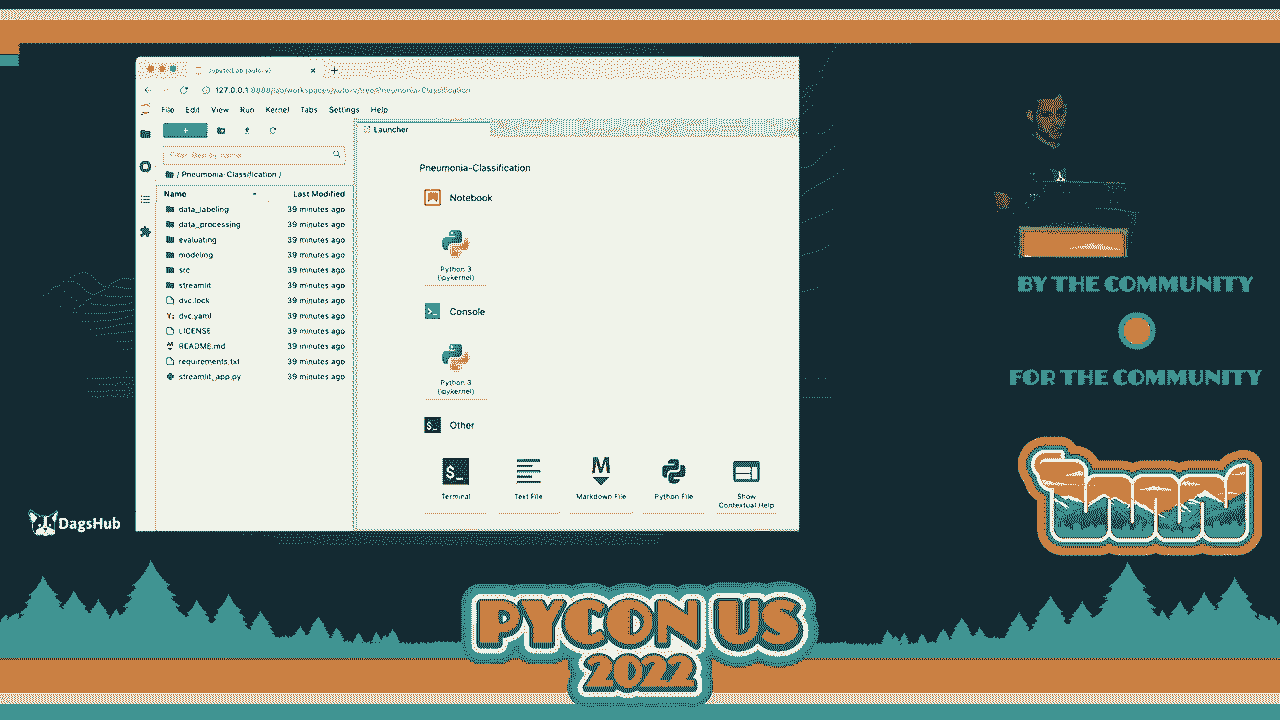 127.0.0.1:8888/lab/workspaces/auto-v/tree/Pneumonia-Classification
File Edit View Run Kernel Tabs Settings Help
+
Launcher
Filter files by name
/ Pneumonia-Classification /
Name Last Modified
data_labeling 39 minutes ago
data_processing 39 minutes ago
evaluating 39 minutes ago
modeling 39 minutes ago
src 39 minutes ago
streamlit 39 minutes ago
dvc.lock 39 minutes ago
dvc.yaml 39 minutes ago
LICENSE 39 minutes ago
README.md 39 minutes ago
requirements.txt 39 minutes ago
streamlit_app.py 39 minutes ago
Pneumonia-Classification
Notebook
Python 3
(ipykernel)
Console
Python 3
(ipykernel)
Other
Terminal
Text File
Markdown File
Python File
Show
Contextual Help
BY THE COMMUNITY
FOR THE COMMUNITY
DagsHub
PYCON US
2022